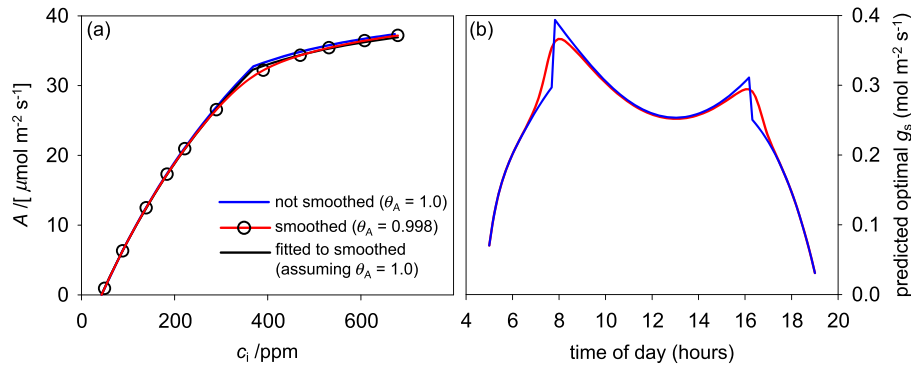 (a)
(b)
40
30
20
10
0
A /[ μmol m-2 s-1]
0 200 400 600
ci /ppm
not smoothed (θA = 1.0)
smoothed (θA = 0.998)
fitted to smoothed
(assuming θA = 1.0)
0.4
0.3
0.2
0.1
0.0
predicted optimal gs (mol m-2 s-1)
4 6 8 10 12 14 16 18 20
time of day (hours)